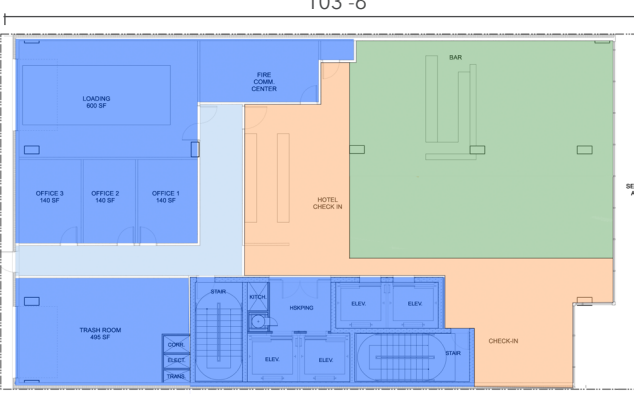 103'-6"
BAR
FIRE
COMM.
CENTER
LOADING
600 SF
OFFICE 3
140 SF
OFFICE 2
140 SF
OFFICE 1
140 SF
HOTEL
CHECK IN
STAIR
KITCH.
HSKPING
ELEV.
ELEV.
TRASH ROOM
495 SF
CORR.
ELECT.
TRANS.
ELEV.
ELEV.
STAIR
CHECK-IN